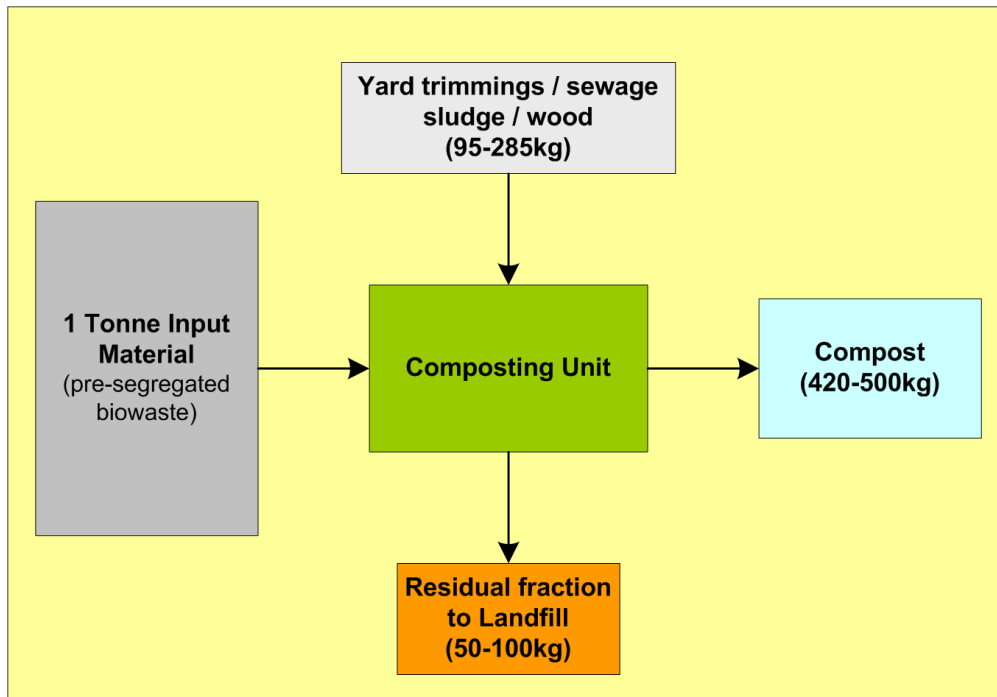 Yard trimmings / sewage
sludge / wood
(95-285kg)
1 Tonne Input
Material
(pre-segregated
biowaste)
Composting Unit
Compost
(420-500kg)
Residual fraction
to Landfill
(50-100kg)